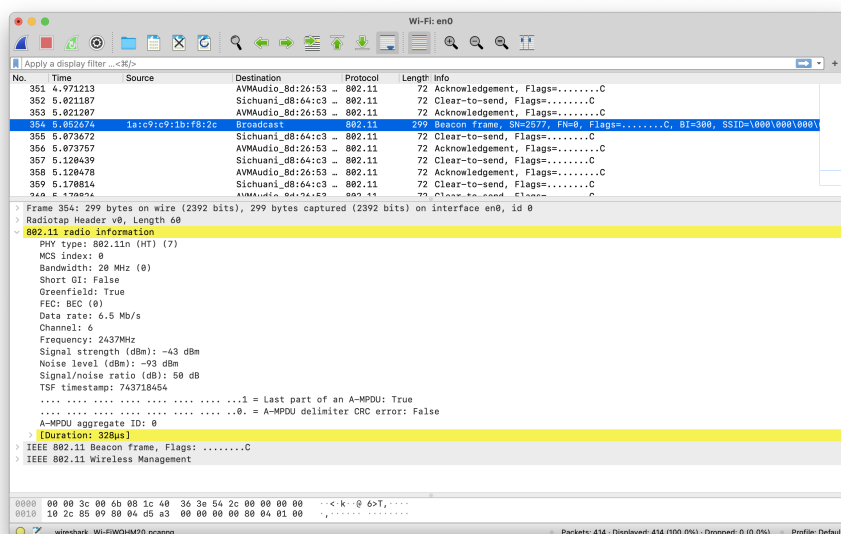 Wi-Fi: en0
Apply a display filter ...<⌘/>
No. Time Source Destination Protocol Length Info
351 4.971213 AVMAudio_8d:26:53 … 802.11 72 Acknowledgement, Flags=........C
352 5.021187 Sichuani_d8:64:c3 … 802.11 72 Clear-to-send, Flags=........C
353 5.021207 AVMAudio_8d:26:53 … 802.11 72 Acknowledgement, Flags=........C
354 5.052674 1a:c9:c9:1b:f8:2c Broadcast 802.11 299 Beacon frame, SN=2577, FN=0, Flags=........C, BI=300, SSID=\000\000\000\
355 5.073672 Sichuani_d8:64:c3 … 802.11 72 Clear-to-send, Flags=........C
356 5.073757 AVMAudio_8d:26:53 … 802.11 72 Acknowledgement, Flags=........C
357 5.120439 Sichuani_d8:64:c3 … 802.11 72 Clear-to-send, Flags=........C
358 5.120478 AVMAudio_8d:26:53 … 802.11 72 Acknowledgement, Flags=........C
359 5.170814 Sichuani_d8:64:c3 … 802.11 72 Clear-to-send, Flags=........C
Frame 354: 299 bytes on wire (2392 bits), 299 bytes captured (2392 bits) on interface en0, id 0
Radiotap Header v0, Length 60
802.11 radio information
PHY type: 802.11n (HT) (7)
MCS index: 0
Bandwidth: 20 MHz (0)
Short GI: False
Greenfield: True
FEC: BEC (0)
Data rate: 6.5 Mb/s
Channel: 6
Frequency: 2437MHz
Signal strength (dBm): -43 dBm
Noise level (dBm): -93 dBm
Signal/noise ratio (dB): 50 dB
TSF timestamp: 743718454
.... .... .... .... .... .... .... ...1 = Last part of an A-MPDU: True
.... .... .... .... .... .... .... ..0. = A-MPDU delimiter CRC error: False
A-MPDU aggregate ID: 0
[Duration: 328µs]
IEEE 802.11 Beacon frame, Flags: ........C
IEEE 802.11 Wireless Management
0000 00 00 3c 00 6b 08 1c 40 36 3e 54 2c 00 00 00 00 ··<·k··@ 6>T,····
0010 10 2c 85 09 80 04 d5 a3 00 00 00 00 80 04 01 00 ·,······ ········
wireshark_Wi-FiWQHM20.pcapng Packets: 414 · Displayed: 414 (100.0%) · Dropped: 0 (0.0%) Profile: Defaul